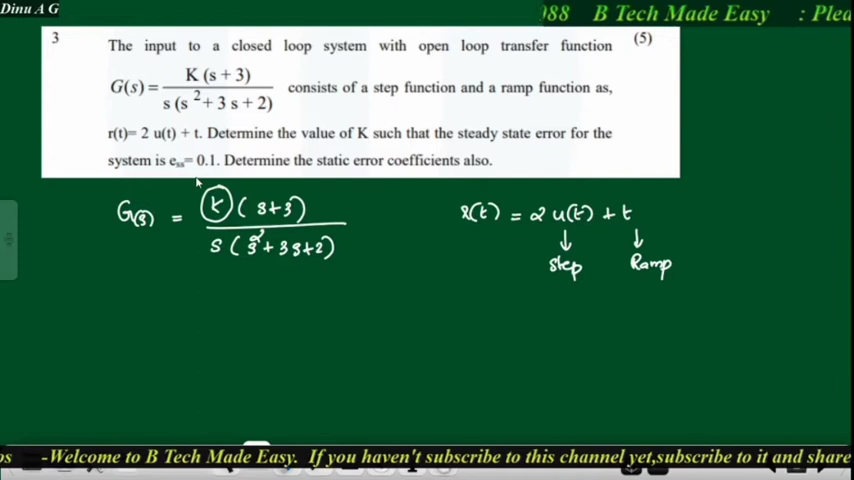 Dinu A G
988 B Tech Made Easy : Plea
3 The input to a closed loop system with open loop transfer function (5)
G(s) = K (s + 3) / s (s² + 3 s + 2) consists of a step function and a ramp function as,
r(t)= 2 u(t) + t. Determine the value of K such that the steady state error for the
system is eₛₛ= 0.1. Determine the static error coefficients also.
G(s) = K (s+3) / s (s²+3s+2)
r(t) = 2 u(t) + t
Step Ramp
os -Welcome to B Tech Made Easy. If you haven't subscribe to this channel yet,subscribe to it and share